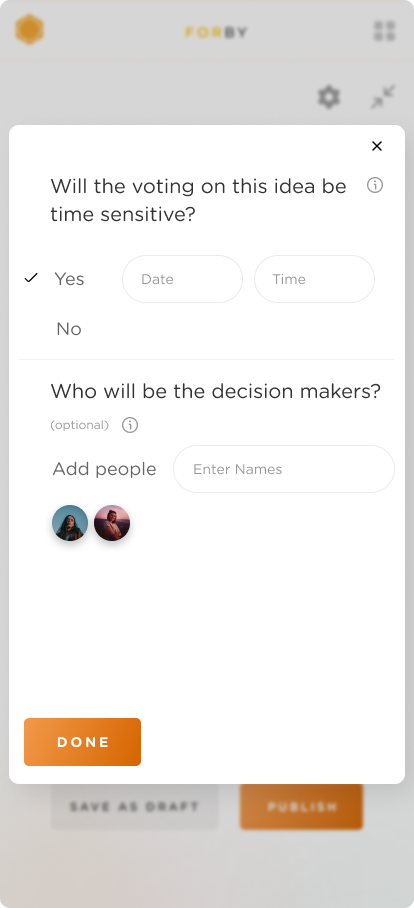 FORBY
Will the voting on this idea be
time sensitive?
Yes
Date
Time
No
Who will be the decision makers?
(optional)
Add people
Enter Names
DONE
SAVE AS DRAFT
PUBLISH